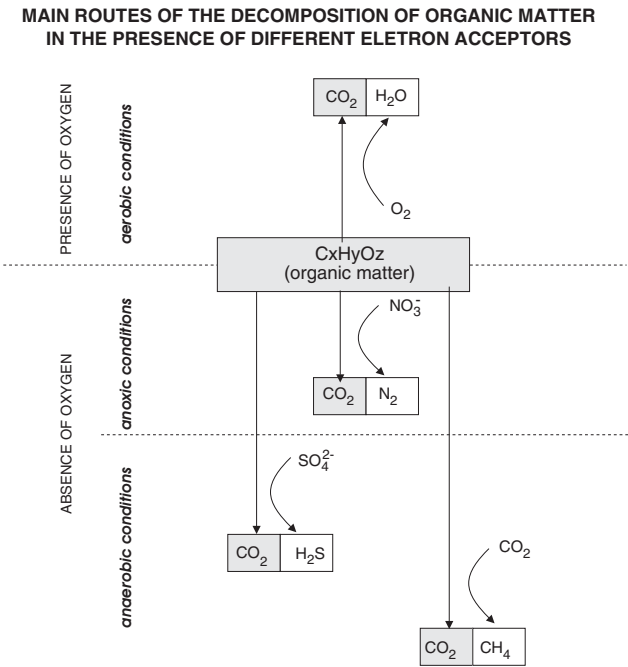 MAIN ROUTES OF THE DECOMPOSITION OF ORGANIC MATTER
IN THE PRESENCE OF DIFFERENT ELETRON ACCEPTORS
PRESENCE OF OXYGEN
aerobic conditions
CO₂ H₂O
O₂
CxHyOz
(organic matter)
ABSENCE OF OXYGEN
anoxic conditions
NO₃⁻
CO₂ N₂
anaerobic conditions
SO₄²⁻
CO₂ H₂S
CO₂
CO₂ CH₄